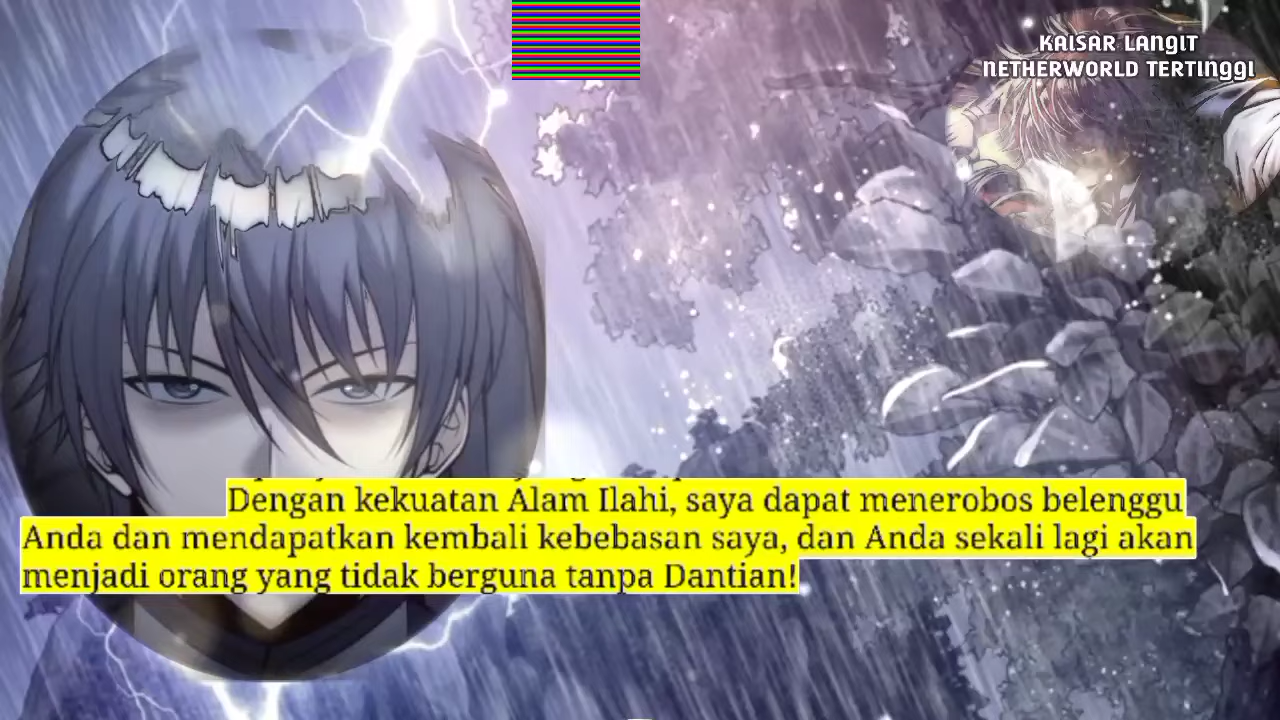 KAISAR LANGIT
NETHERWORLD TERTINGGI
Dengan kekuatan Alam Ilahi, saya dapat menerobos belenggu
Anda dan mendapatkan kembali kebebasan saya, dan Anda sekali lagi akan
menjadi orang yang tidak berguna tanpa Dantian!